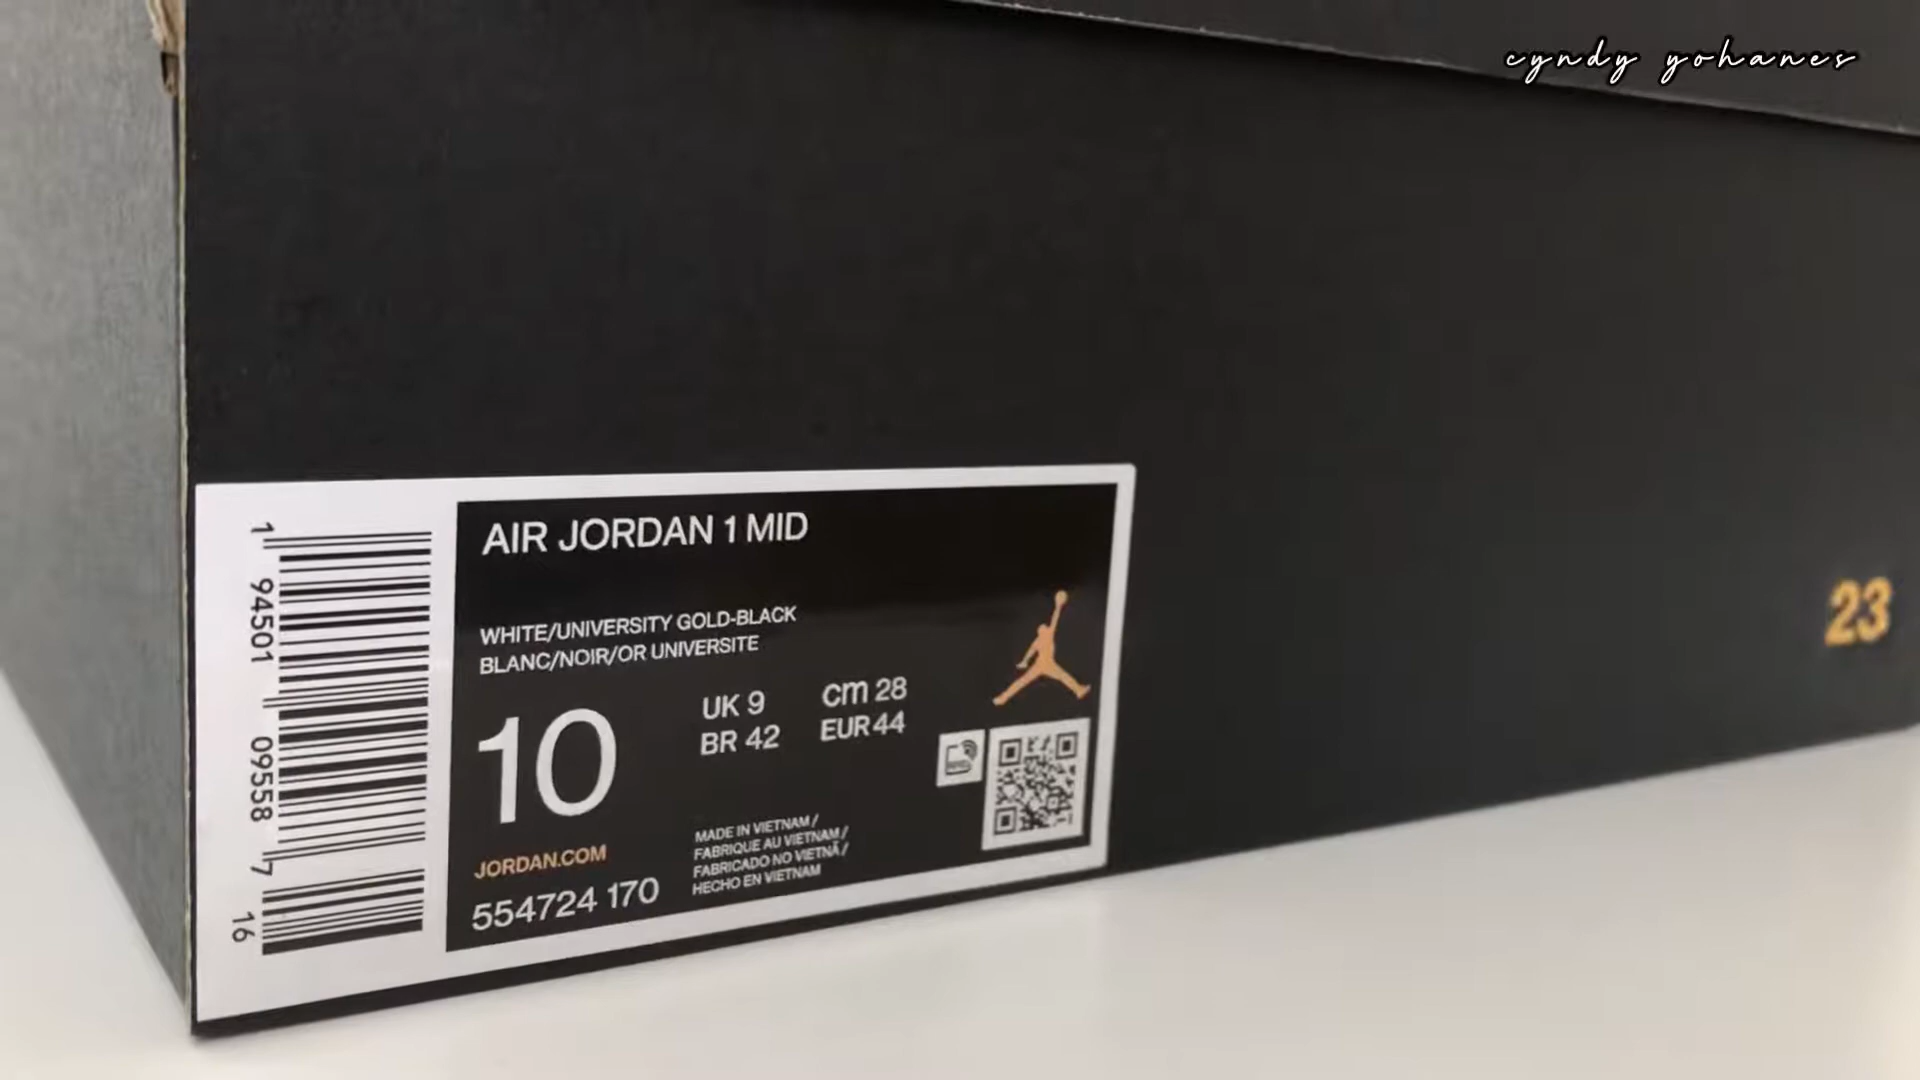 cyndy yohanes
AIR JORDAN 1 MID
WHITE/UNIVERSITY GOLD-BLACK
BLANC/NOIR/OR UNIVERSITE
10
UK 9
cm 28
BR 42
EUR 44
JORDAN.COM
554724 170
MADE IN VIETNAM /
FABRIQUE AU VIETNAM /
FABRICADO NO VIETNÃ /
HECHO EN VIETNAM
1 94501 09558 7
16
23